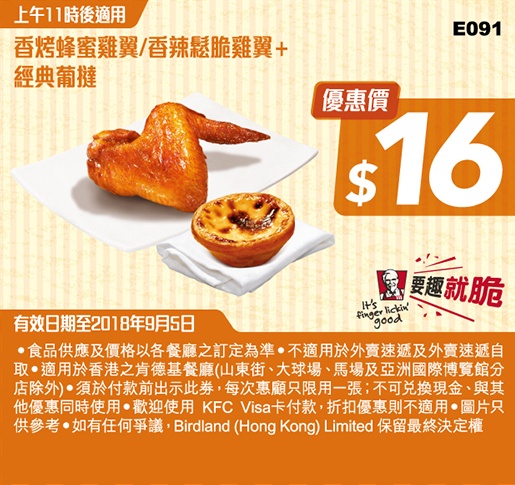 上午11時後適用
E091
香烤蜂蜜雞翼/香辣鬆脆雞翼+
經典葡撻
優惠價
$16
It's finger lickin' good
要趣就脆
有效日期至2018年9月5日
•食品供應及價格以各餐廳之訂定為準•不適用於外賣速遞及外賣速遞自
取•適用於香港之肯德基餐廳(山東街、大球場、馬場及亞洲國際博覽館分
店除外)•須於付款前出示此券，每次惠顧只限用一張；不可兌換現金、與其
他優惠同時使用•歡迎使用 KFC Visa卡付款，折扣優惠則不適用•圖片只
供參考•如有任何爭議，Birdland (Hong Kong) Limited 保留最終決定權